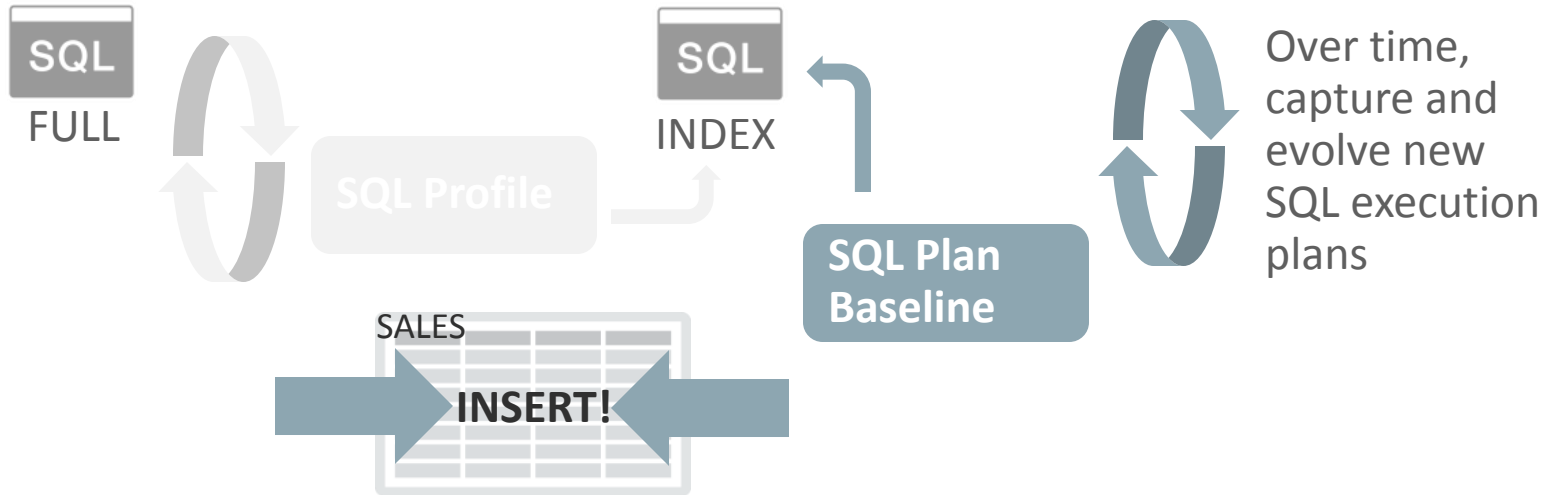 SQL
FULL
SQL Profile
SQL
INDEX
SQL Plan
Baseline
Over time,
capture and
evolve new
SQL execution
plans
SALES
INSERT!